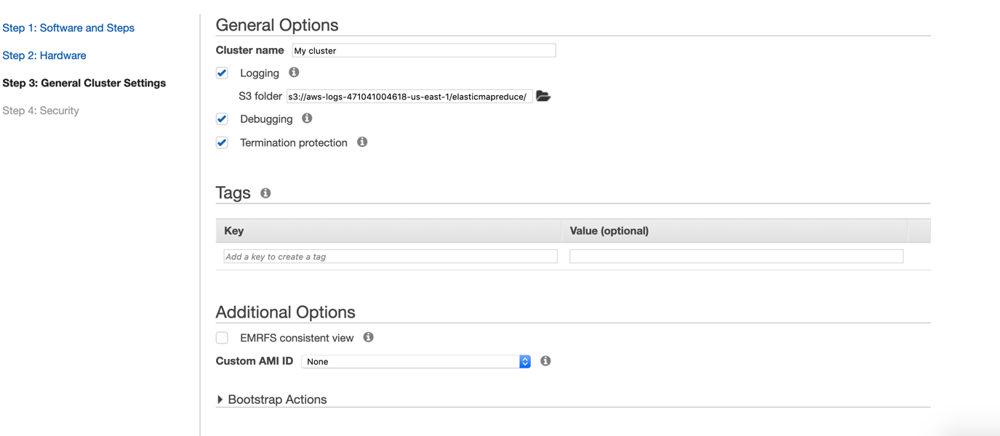 Step 1: Software and Steps
Step 2: Hardware
Step 3: General Cluster Settings
Step 4: Security
General Options
Cluster name My cluster
Logging
S3 folder s3://aws-logs-471041004618-us-east-1/elasticmapreduce/
Debugging
Termination protection
Tags
Key Value (optional)
Add a key to create a tag
Additional Options
EMRFS consistent view
Custom AMI ID None
Bootstrap Actions